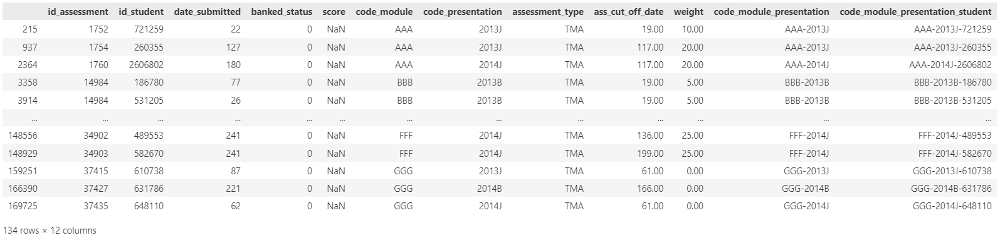 id_assessment id_student date_submitted banked_status score code_module code_presentation assessment_type ass_cut_off_date weight code_module_presentation code_module_presentation_student
215 1752 721259 22 0 NaN AAA 2013J TMA 19.00 10.00 AAA-2013J AAA-2013J-721259
937 1754 260355 127 0 NaN AAA 2013J TMA 117.00 20.00 AAA-2013J AAA-2013J-260355
2364 1760 2606802 180 0 NaN AAA 2014J TMA 117.00 20.00 AAA-2014J AAA-2014J-2606802
3358 14984 186780 77 0 NaN BBB 2013B TMA 19.00 5.00 BBB-2013B BBB-2013B-186780
3914 14984 531205 26 0 NaN BBB 2013B TMA 19.00 5.00 BBB-2013B BBB-2013B-531205
... ... ... ... ... ... ... ... ... ... ... ... ...
148556 34902 489553 241 0 NaN FFF 2014J TMA 136.00 25.00 FFF-2014J FFF-2014J-489553
148929 34903 582670 241 0 NaN FFF 2014J TMA 199.00 25.00 FFF-2014J FFF-2014J-582670
159251 37415 610738 87 0 NaN GGG 2013J TMA 61.00 0.00 GGG-2013J GGG-2013J-610738
166390 37427 631786 221 0 NaN GGG 2014B TMA 166.00 0.00 GGG-2014B GGG-2014B-631786
169725 37435 648110 62 0 NaN GGG 2014J TMA 61.00 0.00 GGG-2014J GGG-2014J-648110
134 rows × 12 columns